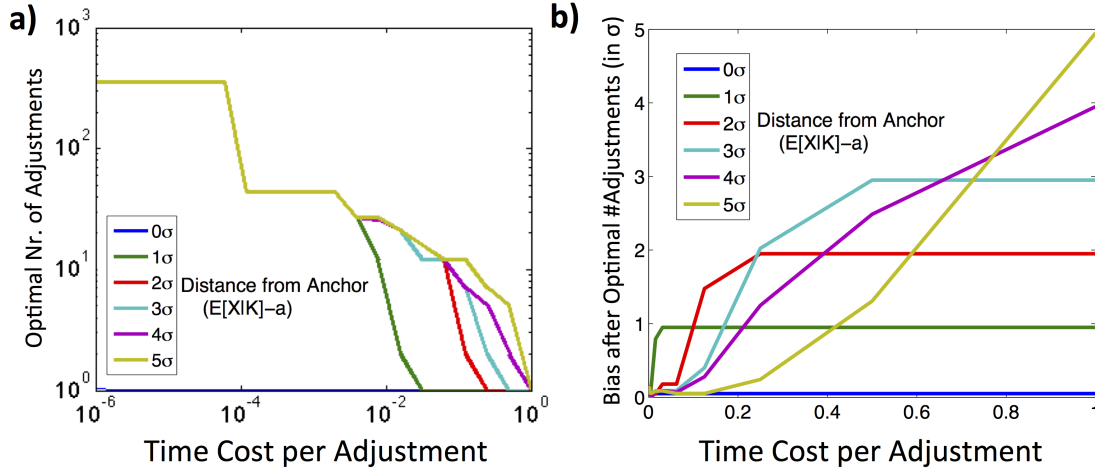 a)
Optimal Nr. of Adjustments
10³
10²
10¹
10⁰
0σ
1σ
2σ
3σ
4σ
5σ
Distance from Anchor
(E[X|K]−a)
10⁻⁶
10⁻⁴
10⁻²
10⁰
Time Cost per Adjustment
b)
Bias after Optimal #Adjustments (in σ)
5
4
3
2
1
0
0σ
1σ
2σ
3σ
4σ
5σ
Distance from Anchor
(E[X|K]−a)
0
0.2
0.4
0.6
0.8
1
Time Cost per Adjustment